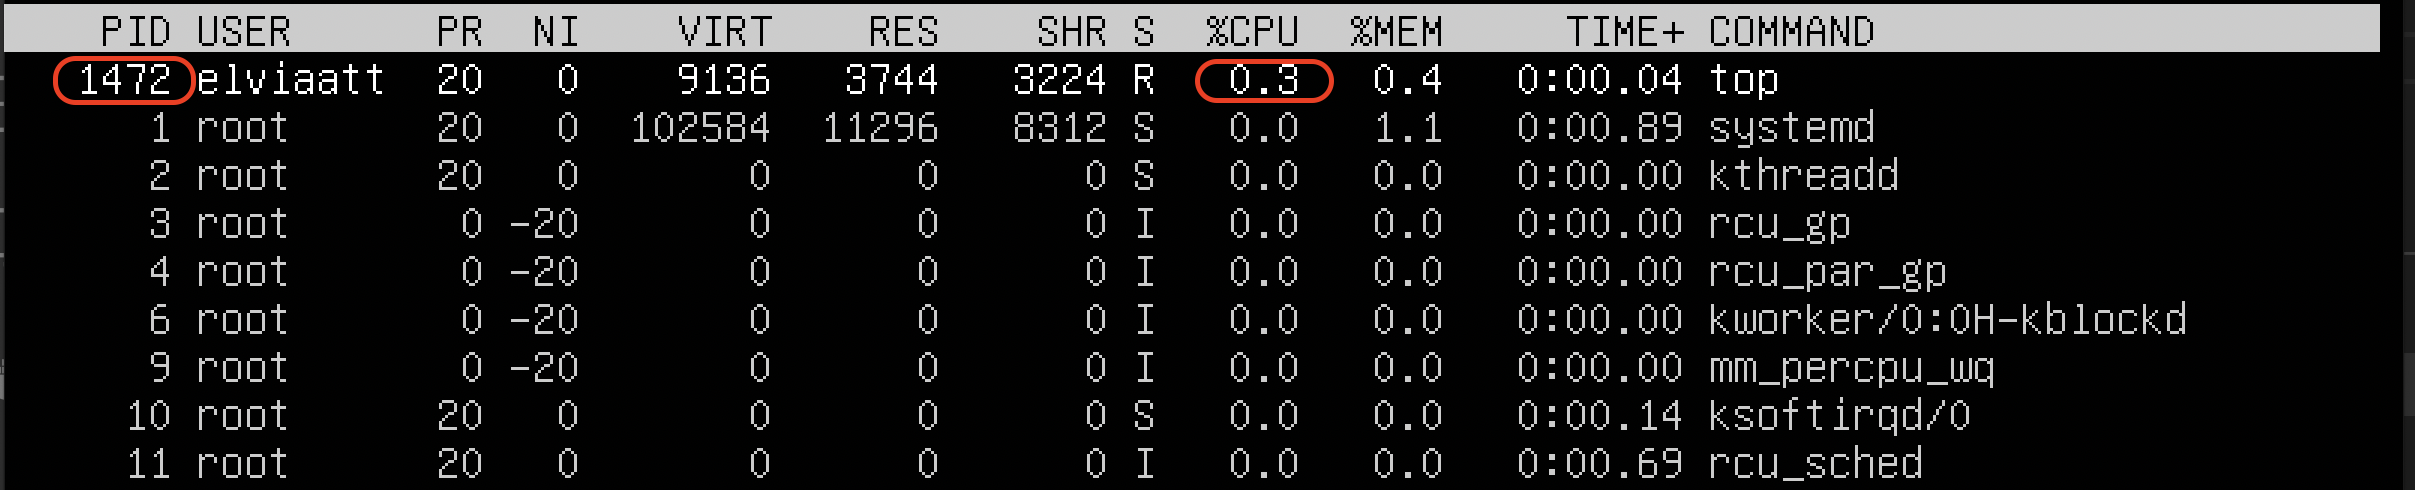 PID USER PR NI VIRT RES SHR S %CPU %MEM TIME+ COMMAND
1472 elviaatt 20 0 9136 3744 3224 R 0.3 0.4 0:00.04 top
1 root 20 0 102584 11296 8312 S 0.0 1.1 0:00.89 systemd
2 root 20 0 0 0 0 S 0.0 0.0 0:00.00 kthreadd
3 root 0 -20 0 0 0 I 0.0 0.0 0:00.00 rcu_gp
4 root 0 -20 0 0 0 I 0.0 0.0 0:00.00 rcu_par_gp
6 root 0 -20 0 0 0 I 0.0 0.0 0:00.00 kworker/0:0H-kblockd
9 root 0 -20 0 0 0 I 0.0 0.0 0:00.00 mm_percpu_wq
10 root 20 0 0 0 0 S 0.0 0.0 0:00.14 ksoftirqd/0
11 root 20 0 0 0 0 I 0.0 0.0 0:00.69 rcu_sched